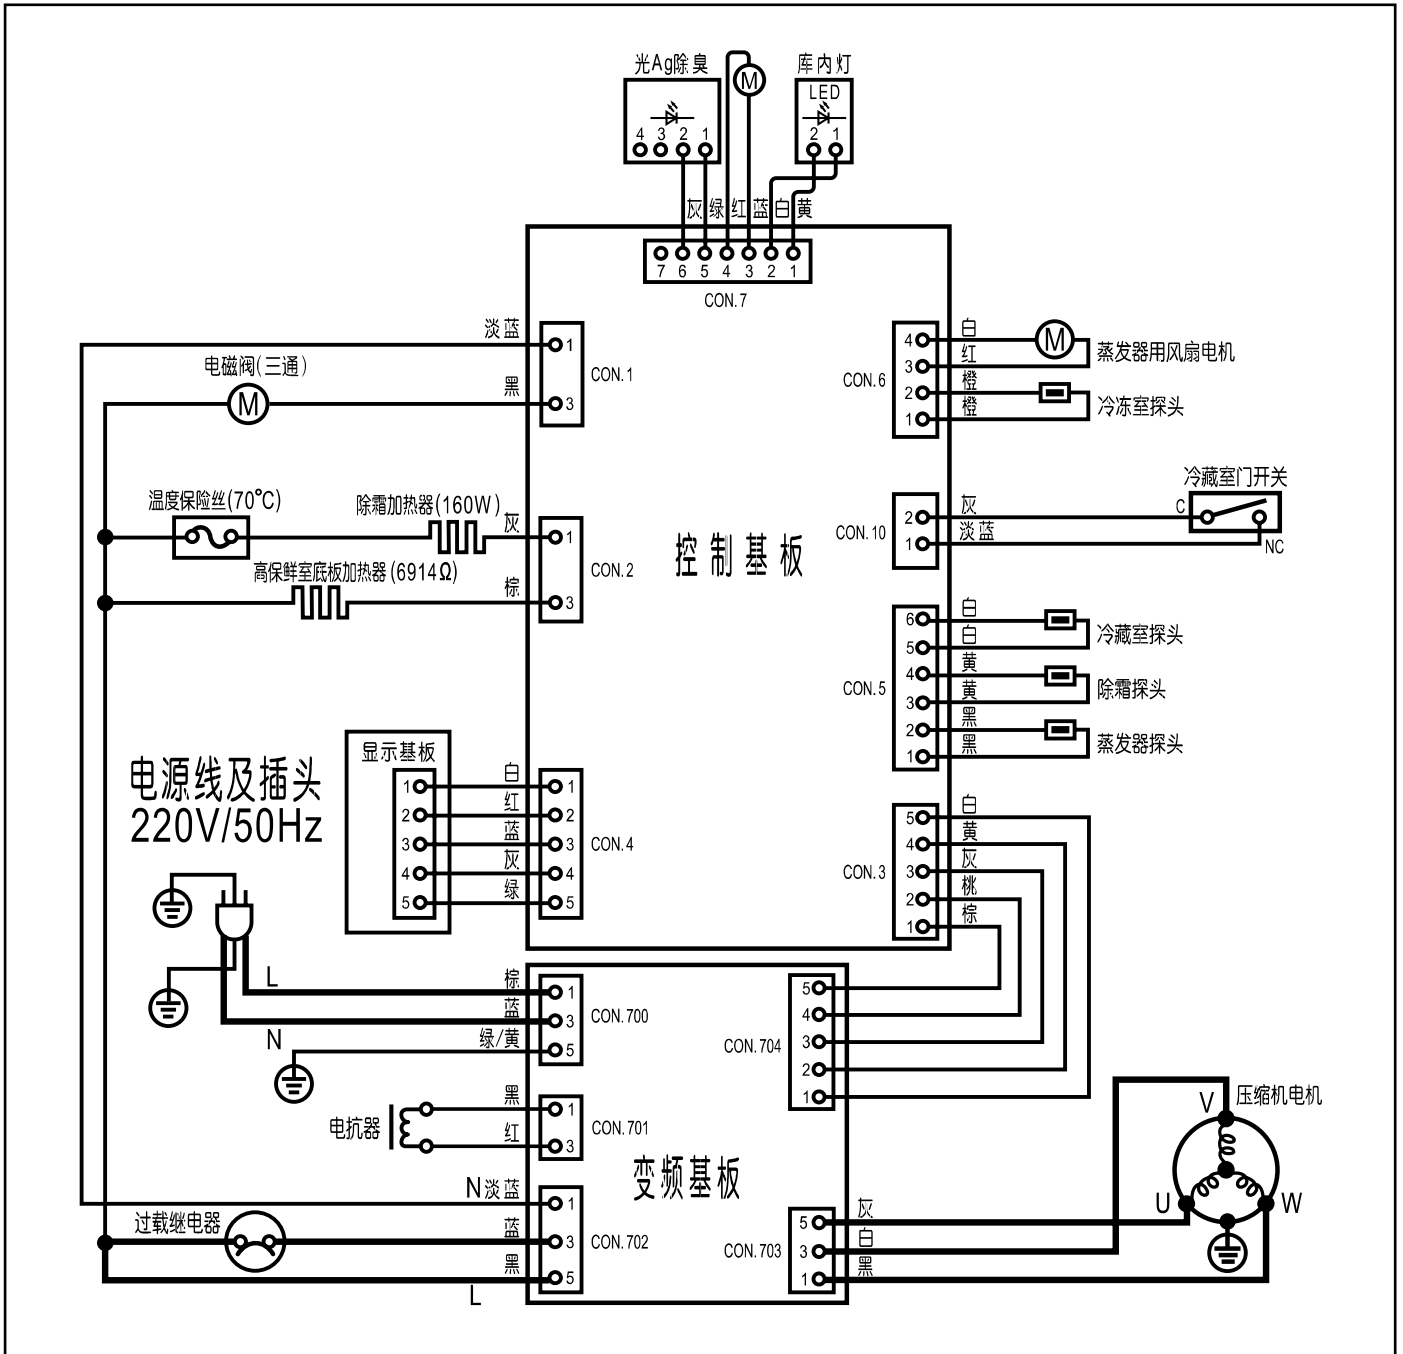 光Ag除臭
M
库内灯
LED
4 3 2 1
2 1
灰 绿 红 蓝 白 黄
7 6 5 4 3 2 1
CON.7
淡蓝
1
CON.1
电磁阀(三通)
M
黑
3
白
4
M
蒸发器用风扇电机
红
3
CON.6
橙
2
冷冻室探头
橙
1
温度保险丝(70℃)
除霜加热器(160W)
灰
1
CON.2
高保鲜室底板加热器(6914Ω)
棕
3
控制基板
冷藏室门开关
灰
2
C
CON.10
淡蓝
1
NC
白
6
冷藏室探头
白
5
黄
4
除霜探头
CON.5
黄
3
黑
2
蒸发器探头
黑
1
电源线及插头
220V/50Hz
显示基板
1 白 1
2 红 2
3 蓝 3
CON.4
4 灰 4
5 绿 5
白
5
黄
4
灰
3
CON.3
桃
2
棕
1
L
棕
1
蓝
3
CON.700
N
绿/黄
5
5
4
3
CON.704
2
1
电抗器
黑
1
CON.701
红
3
变频基板
N淡蓝
1
过载继电器
蓝
3
CON.702
黑
5
L
灰
5
白
3
CON.703
黑
1
压缩机电机
V
U
W